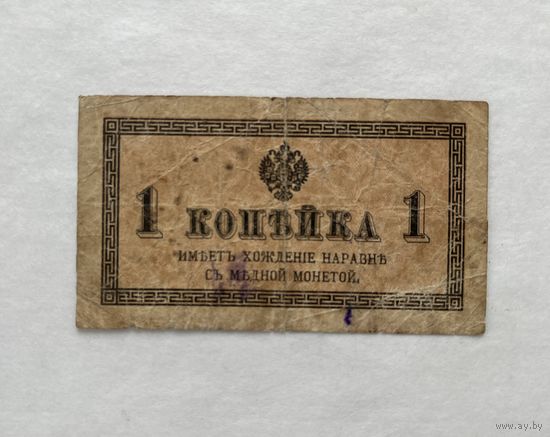 1 КОПѢЙКА 1
ИМѢЕТЪ ХОЖДЕНІЕ НАРАВНѢ
СЪ МѢДНОЙ МОНЕТОЙ.
www.ay.by